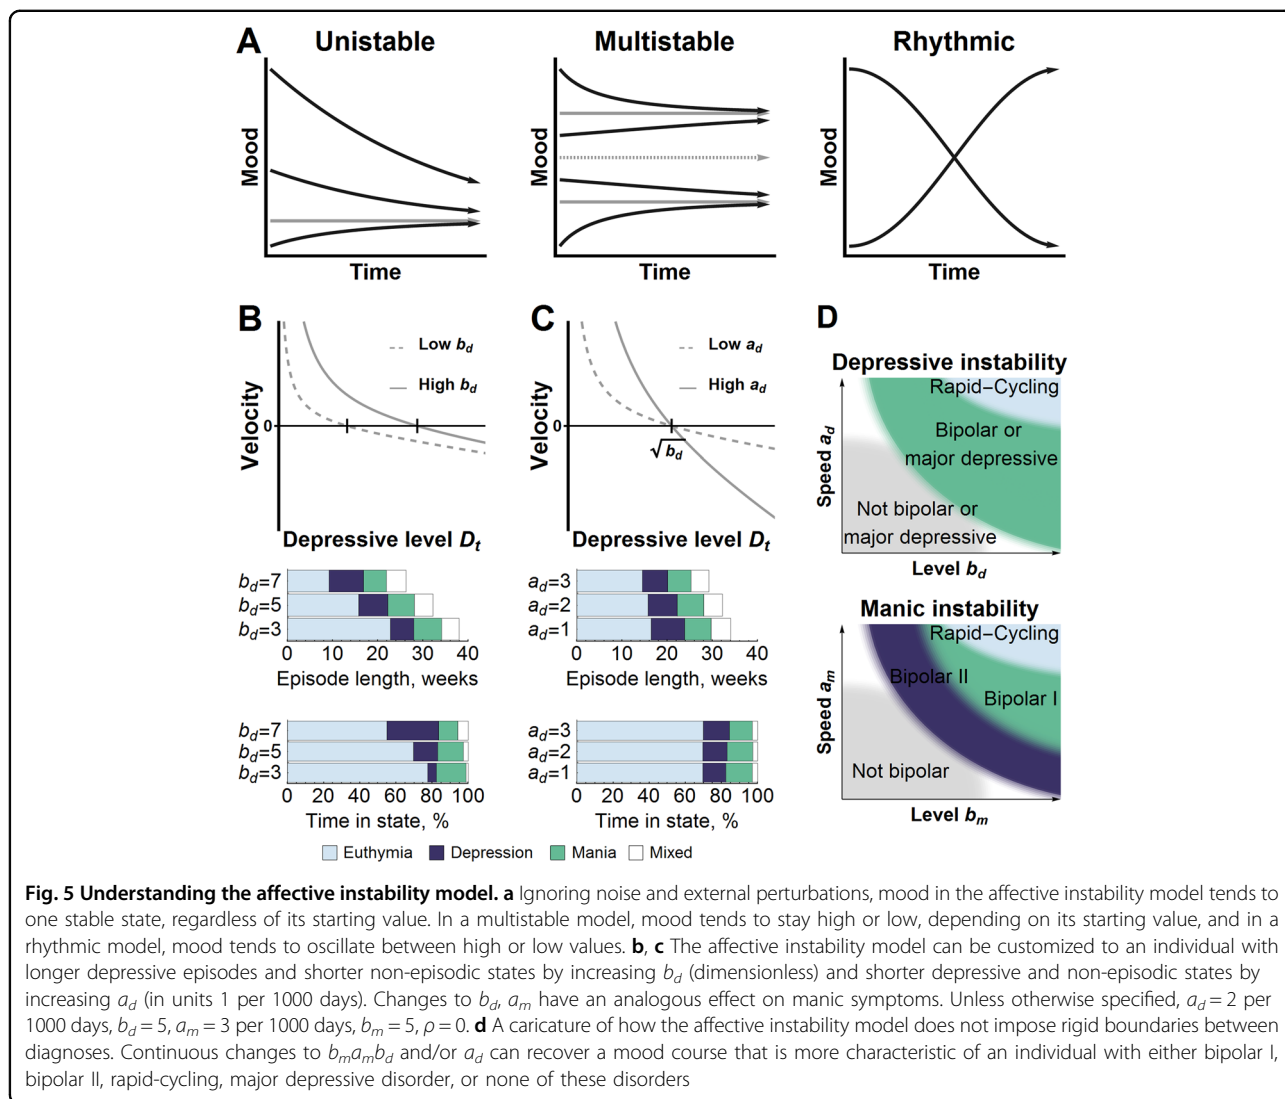 A
Unistable
Multistable
Rhythmic
Mood
Mood
Mood
Time
Time
Time
B
C
D
Low b_d
High b_d
Velocity
0
Depressive level D_t
Low a_d
High a_d
Velocity
0
√b_d
Depressive level D_t
Depressive instability
Rapid−Cycling
Bipolar or
major depressive
Not bipolar or
major depressive
Speed a_d
Level b_d
b_d=7
b_d=5
b_d=3
0 10 20 30 40
Episode length, weeks
a_d=3
a_d=2
a_d=1
0 10 20 30 40
Episode length, weeks
Manic instability
Rapid−Cycling
Bipolar II
Bipolar I
Not bipolar
Speed a_m
Level b_m
b_d=7
b_d=5
b_d=3
0 20 40 60 80 100
Time in state, %
a_d=3
a_d=2
a_d=1
0 20 40 60 80 100
Time in state, %
Euthymia Depression Mania Mixed
Fig. 5 Understanding the affective instability model. a Ignoring noise and external perturbations, mood in the affective instability model tends to
one stable state, regardless of its starting value. In a multistable model, mood tends to stay high or low, depending on its starting value, and in a
rhythmic model, mood tends to oscillate between high or low values. b, c The affective instability model can be customized to an individual with
longer depressive episodes and shorter non-episodic states by increasing b_d (dimensionless) and shorter depressive and non-episodic states by
increasing a_d (in units 1 per 1000 days). Changes to b_d, a_m have an analogous effect on manic symptoms. Unless otherwise specified, a_d = 2 per
1000 days, b_d = 5, a_m = 3 per 1000 days, b_m = 5, ρ = 0. d A caricature of how the affective instability model does not impose rigid boundaries between
diagnoses. Continuous changes to b_m a_m b_d and/or a_d can recover a mood course that is more characteristic of an individual with either bipolar I,
bipolar II, rapid-cycling, major depressive disorder, or none of these disorders